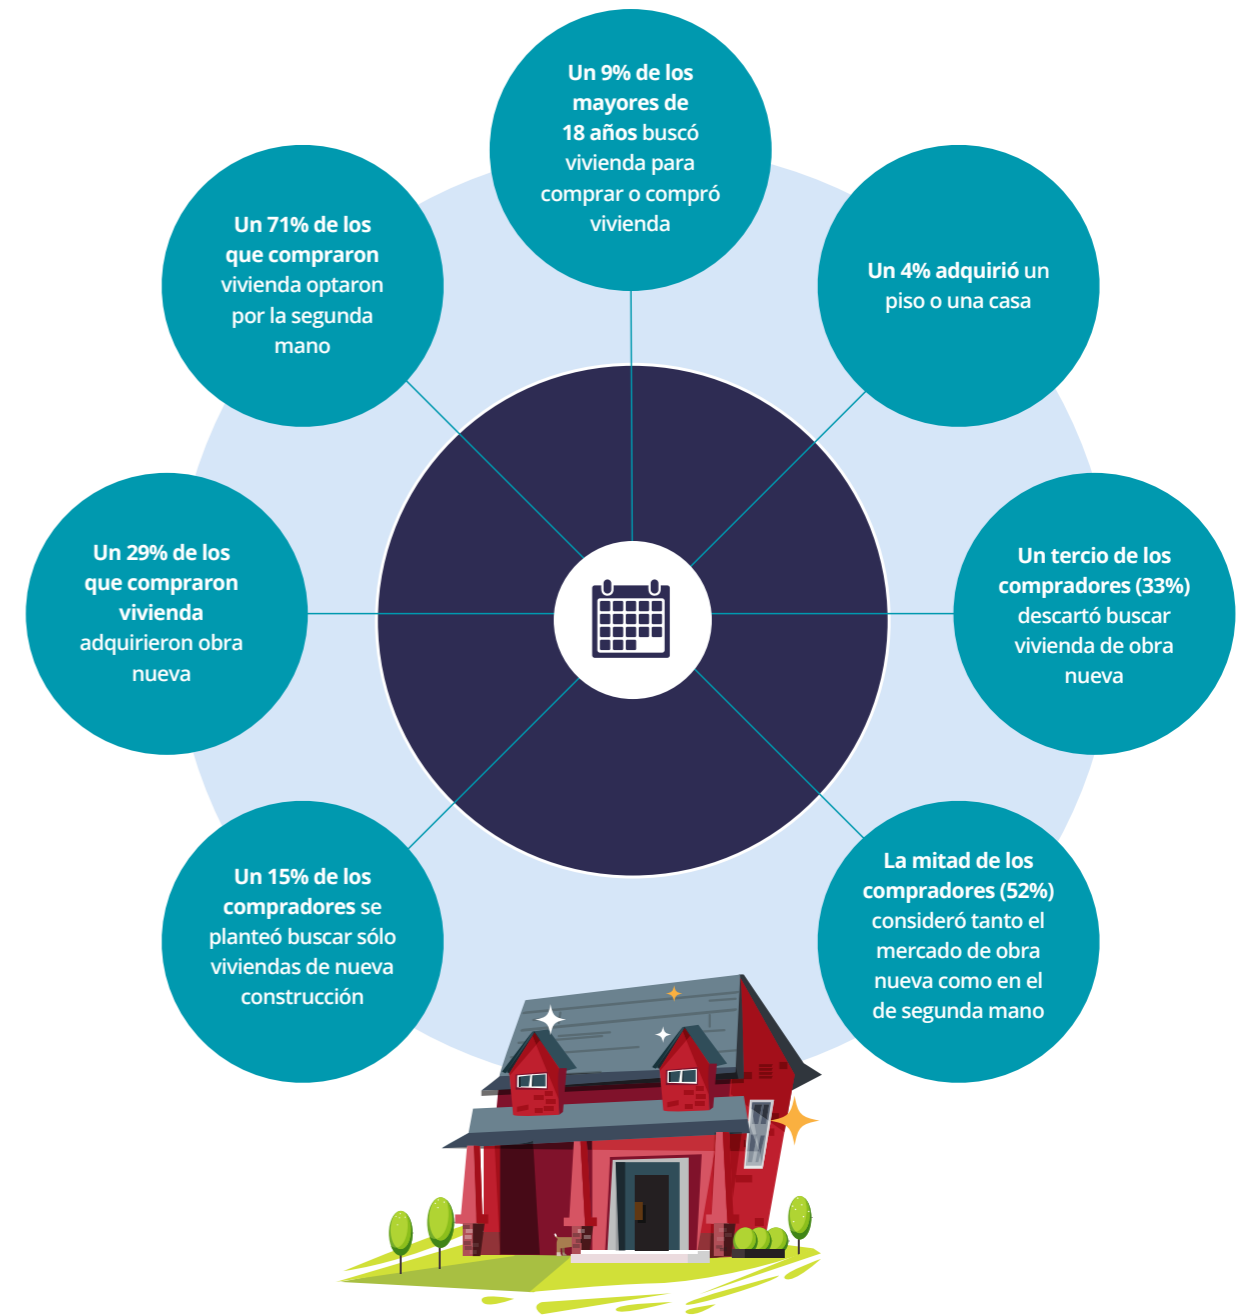 Un 9% de los
mayores de
18 años buscó
vivienda para
comprar o compró
vivienda
Un 4% adquirió un
piso o una casa
Un tercio de los
compradores (33%)
descartó buscar
vivienda de obra
nueva
La mitad de los
compradores (52%)
consideró tanto el
mercado de obra
nueva como en el
de segunda mano
Un 15% de los
compradores se
planteó buscar sólo
viviendas de nueva
construcción
Un 29% de los
que compraron
vivienda
adquirieron obra
nueva
Un 71% de los
que compraron
vivienda optaron
por la segunda
mano